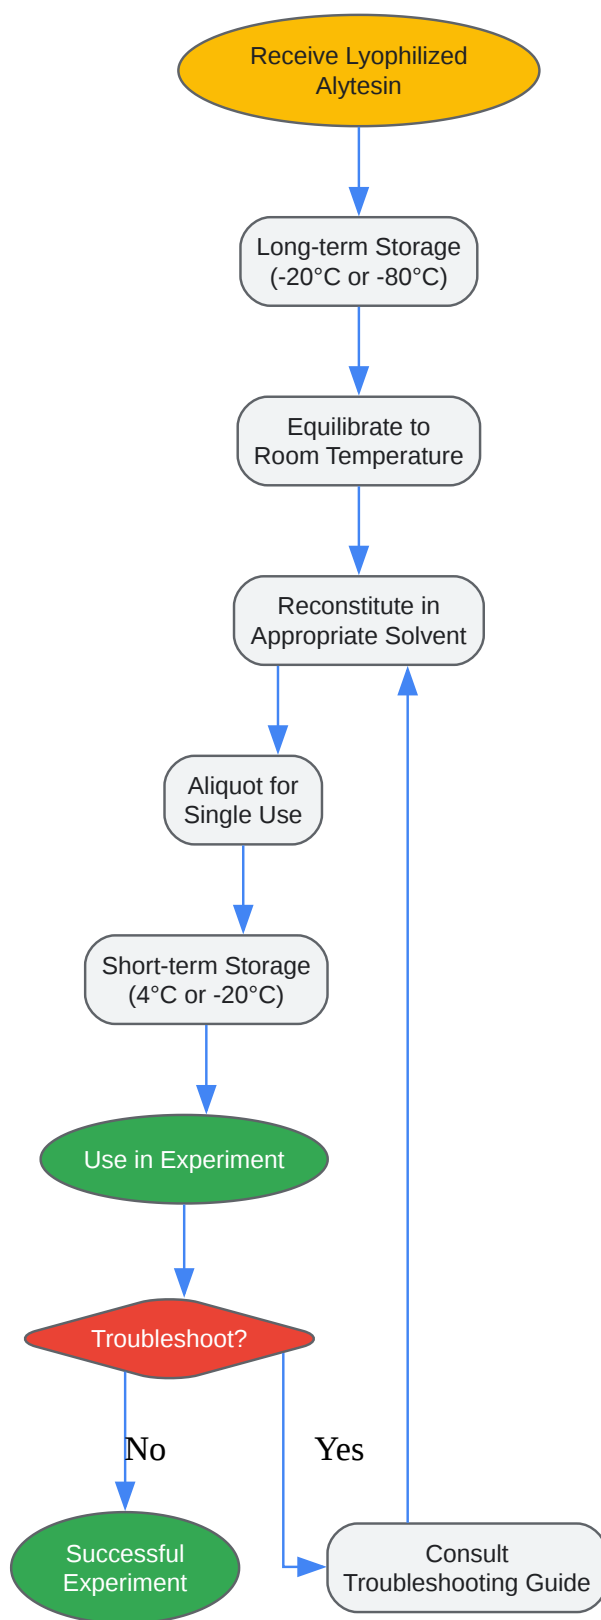 Receive Lyophilized
Alytesin
Long-term Storage
(-20°C or -80°C)
Equilibrate to
Room Temperature
Reconstitute in
Appropriate Solvent
Aliquot for
Single Use
Short-term Storage
(4°C or -20°C)
Use in Experiment
Troubleshoot?
No
Yes
Successful
Experiment
Consult
Troubleshooting Guide